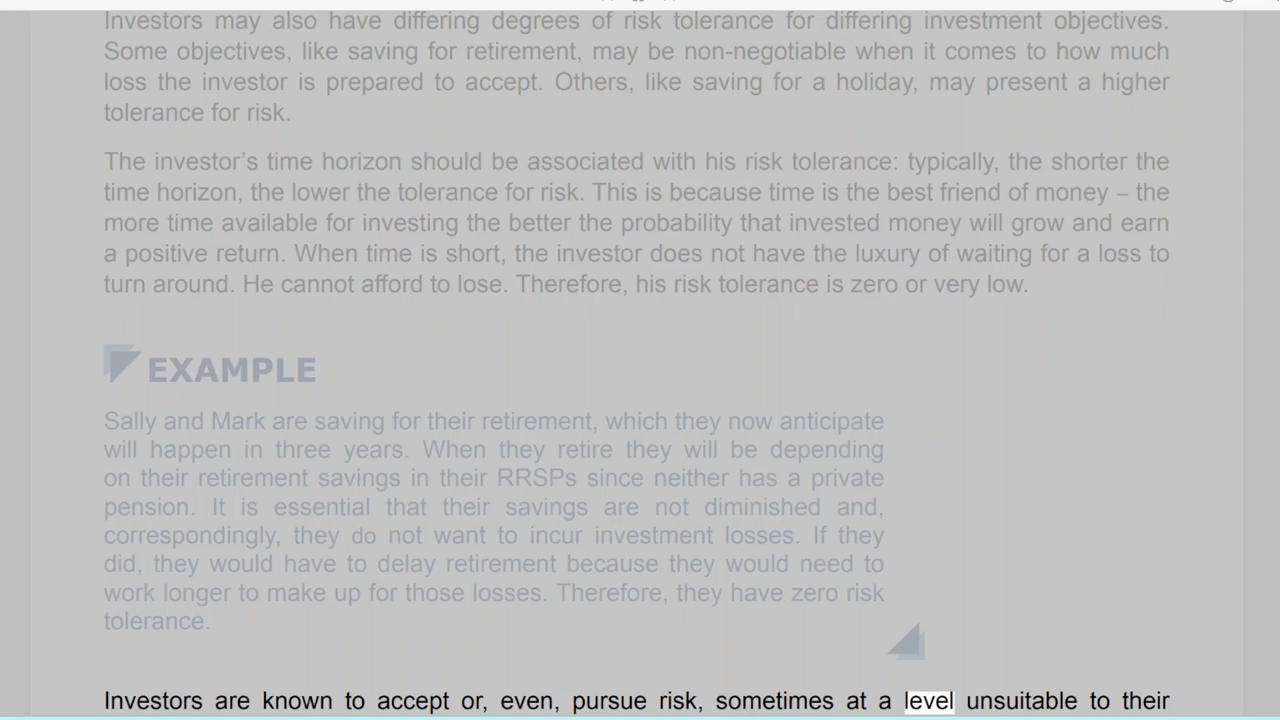 Investors may also have differing degrees of risk tolerance for differing investment objectives.
Some objectives, like saving for retirement, may be non-negotiable when it comes to how much
loss the investor is prepared to accept. Others, like saving for a holiday, may present a higher
tolerance for risk.
The investor’s time horizon should be associated with his risk tolerance: typically, the shorter the
time horizon, the lower the tolerance for risk. This is because time is the best friend of money – the
more time available for investing the better the probability that invested money will grow and earn
a positive return. When time is short, the investor does not have the luxury of waiting for a loss to
turn around. He cannot afford to lose. Therefore, his risk tolerance is zero or very low.
EXAMPLE
Sally and Mark are saving for their retirement, which they now anticipate
will happen in three years. When they retire they will be depending
on their retirement savings in their RRSPs since neither has a private
pension. It is essential that their savings are not diminished and,
correspondingly, they do not want to incur investment losses. If they
did, they would have to delay retirement because they would need to
work longer to make up for those losses. Therefore, they have zero risk
tolerance.
Investors are known to accept or, even, pursue risk, sometimes at a level unsuitable to their